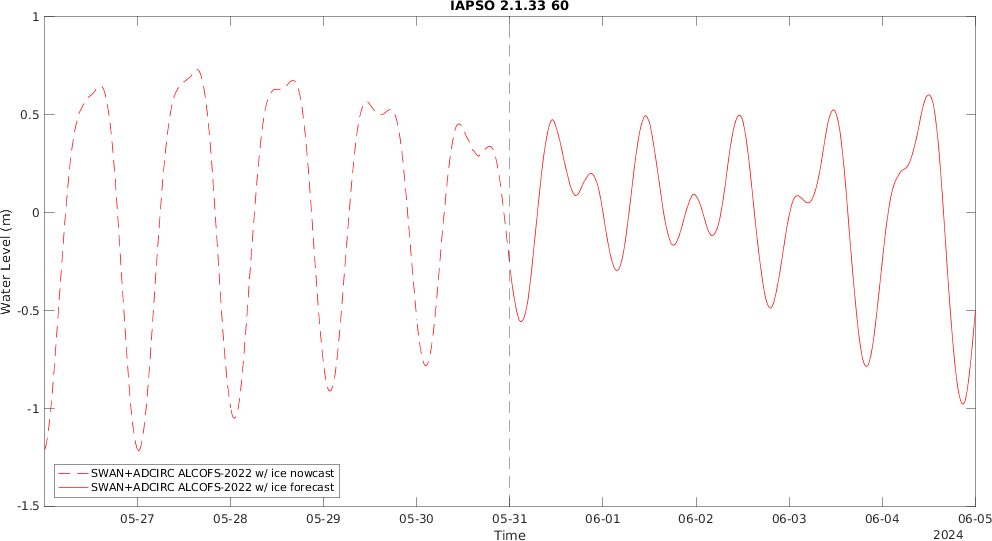 IAPSO 2.1.33 60
Water Level (m)
1
0.5
0
-0.5
-1
-1.5
SWAN+ADCIRC ALCOFS-2022 w/ ice nowcast
SWAN+ADCIRC ALCOFS-2022 w/ ice forecast
05-27 05-28 05-29 05-30 05-31 06-01 06-02 06-03 06-04 06-05
Time
2024